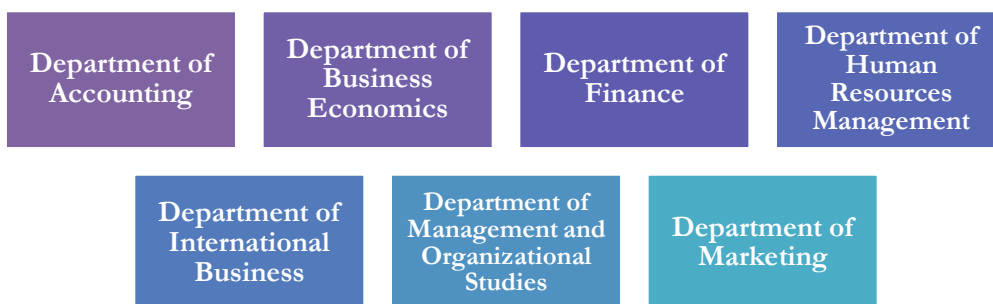 Department of
Accounting
Department of
Business
Economics
Department of
Finance
Department of
Human
Resources
Management
Department of
International
Business
Department of
Management and
Organizational
Studies
Department of
Marketing